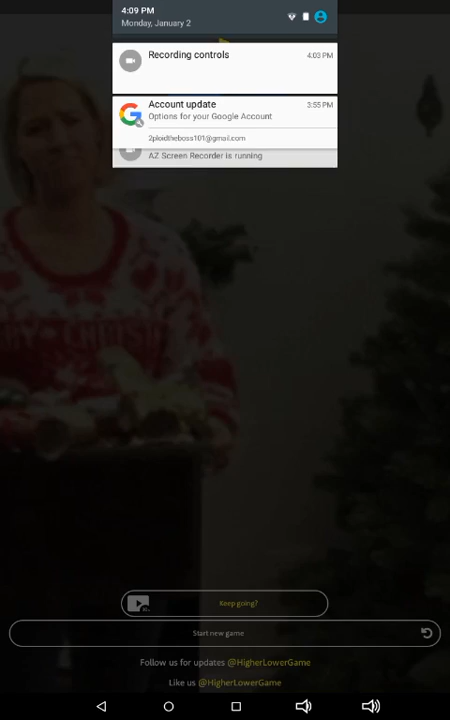 4:09 PM
Monday, January 2
Recording controls
4:03 PM
Account update
3:55 PM
Options for your Google Account
2ploidtheboss101@gmail.com
AZ Screen Recorder is running
Keep going?
Start new game
Follow us for updates @HigherLowerGame
Like us @HigherLowerGame